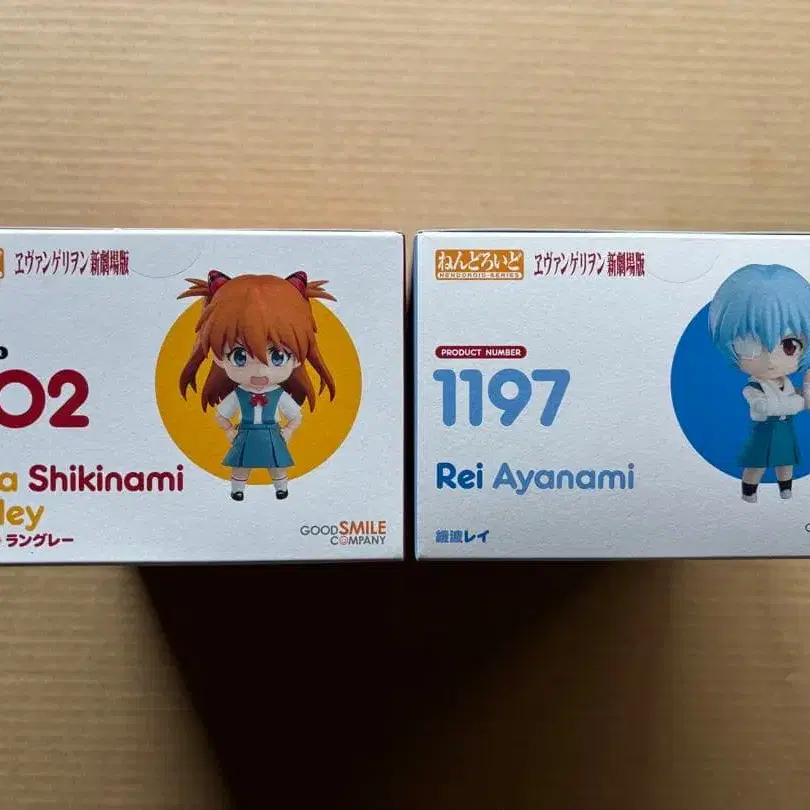 ヱヴァンゲリヲン新劇場版
02
a Shikinami
ley
ラングレー
GOOD SMILE
COMPANY
ねんどろいど
NENDOROID-SERIES
ヱヴァンゲリヲン新劇場版
PRODUCT NUMBER
1197
Rei Ayanami
綾波レイ